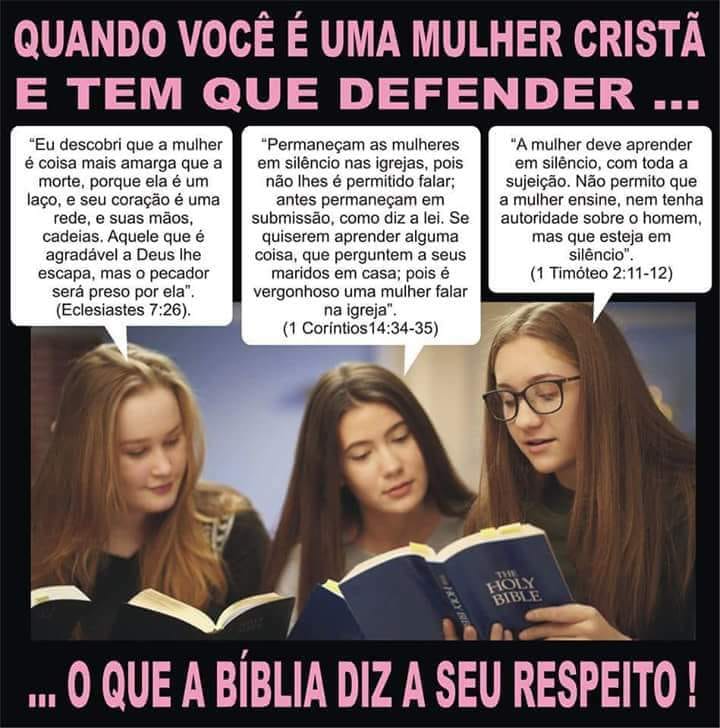 QUANDO VOCÊ É UMA MULHER CRISTÃ
E TEM QUE DEFENDER ...
“Eu descobri que a mulher
é coisa mais amarga que a
morte, porque ela é um
laço, e seu coração é uma
rede, e suas mãos,
cadeias. Aquele que é
agradável a Deus lhe
escapa, mas o pecador
será preso por ela”.
(Eclesiastes 7:26).
“Permaneçam as mulheres
em silêncio nas igrejas, pois
não lhes é permitido falar;
antes permaneçam em
submissão, como diz a lei. Se
quiserem aprender alguma
coisa, que perguntem a seus
maridos em casa; pois é
vergonhoso uma mulher falar
na igreja”.
(1 Coríntios14:34-35)
“A mulher deve aprender
em silêncio, com toda a
sujeição. Não permito que
a mulher ensine, nem tenha
autoridade sobre o homem,
mas que esteja em
silêncio”.
(1 Timóteo 2:11-12)
THE
HOLY
BIBLE
... O QUE A BÍBLIA DIZ A SEU RESPEITO !